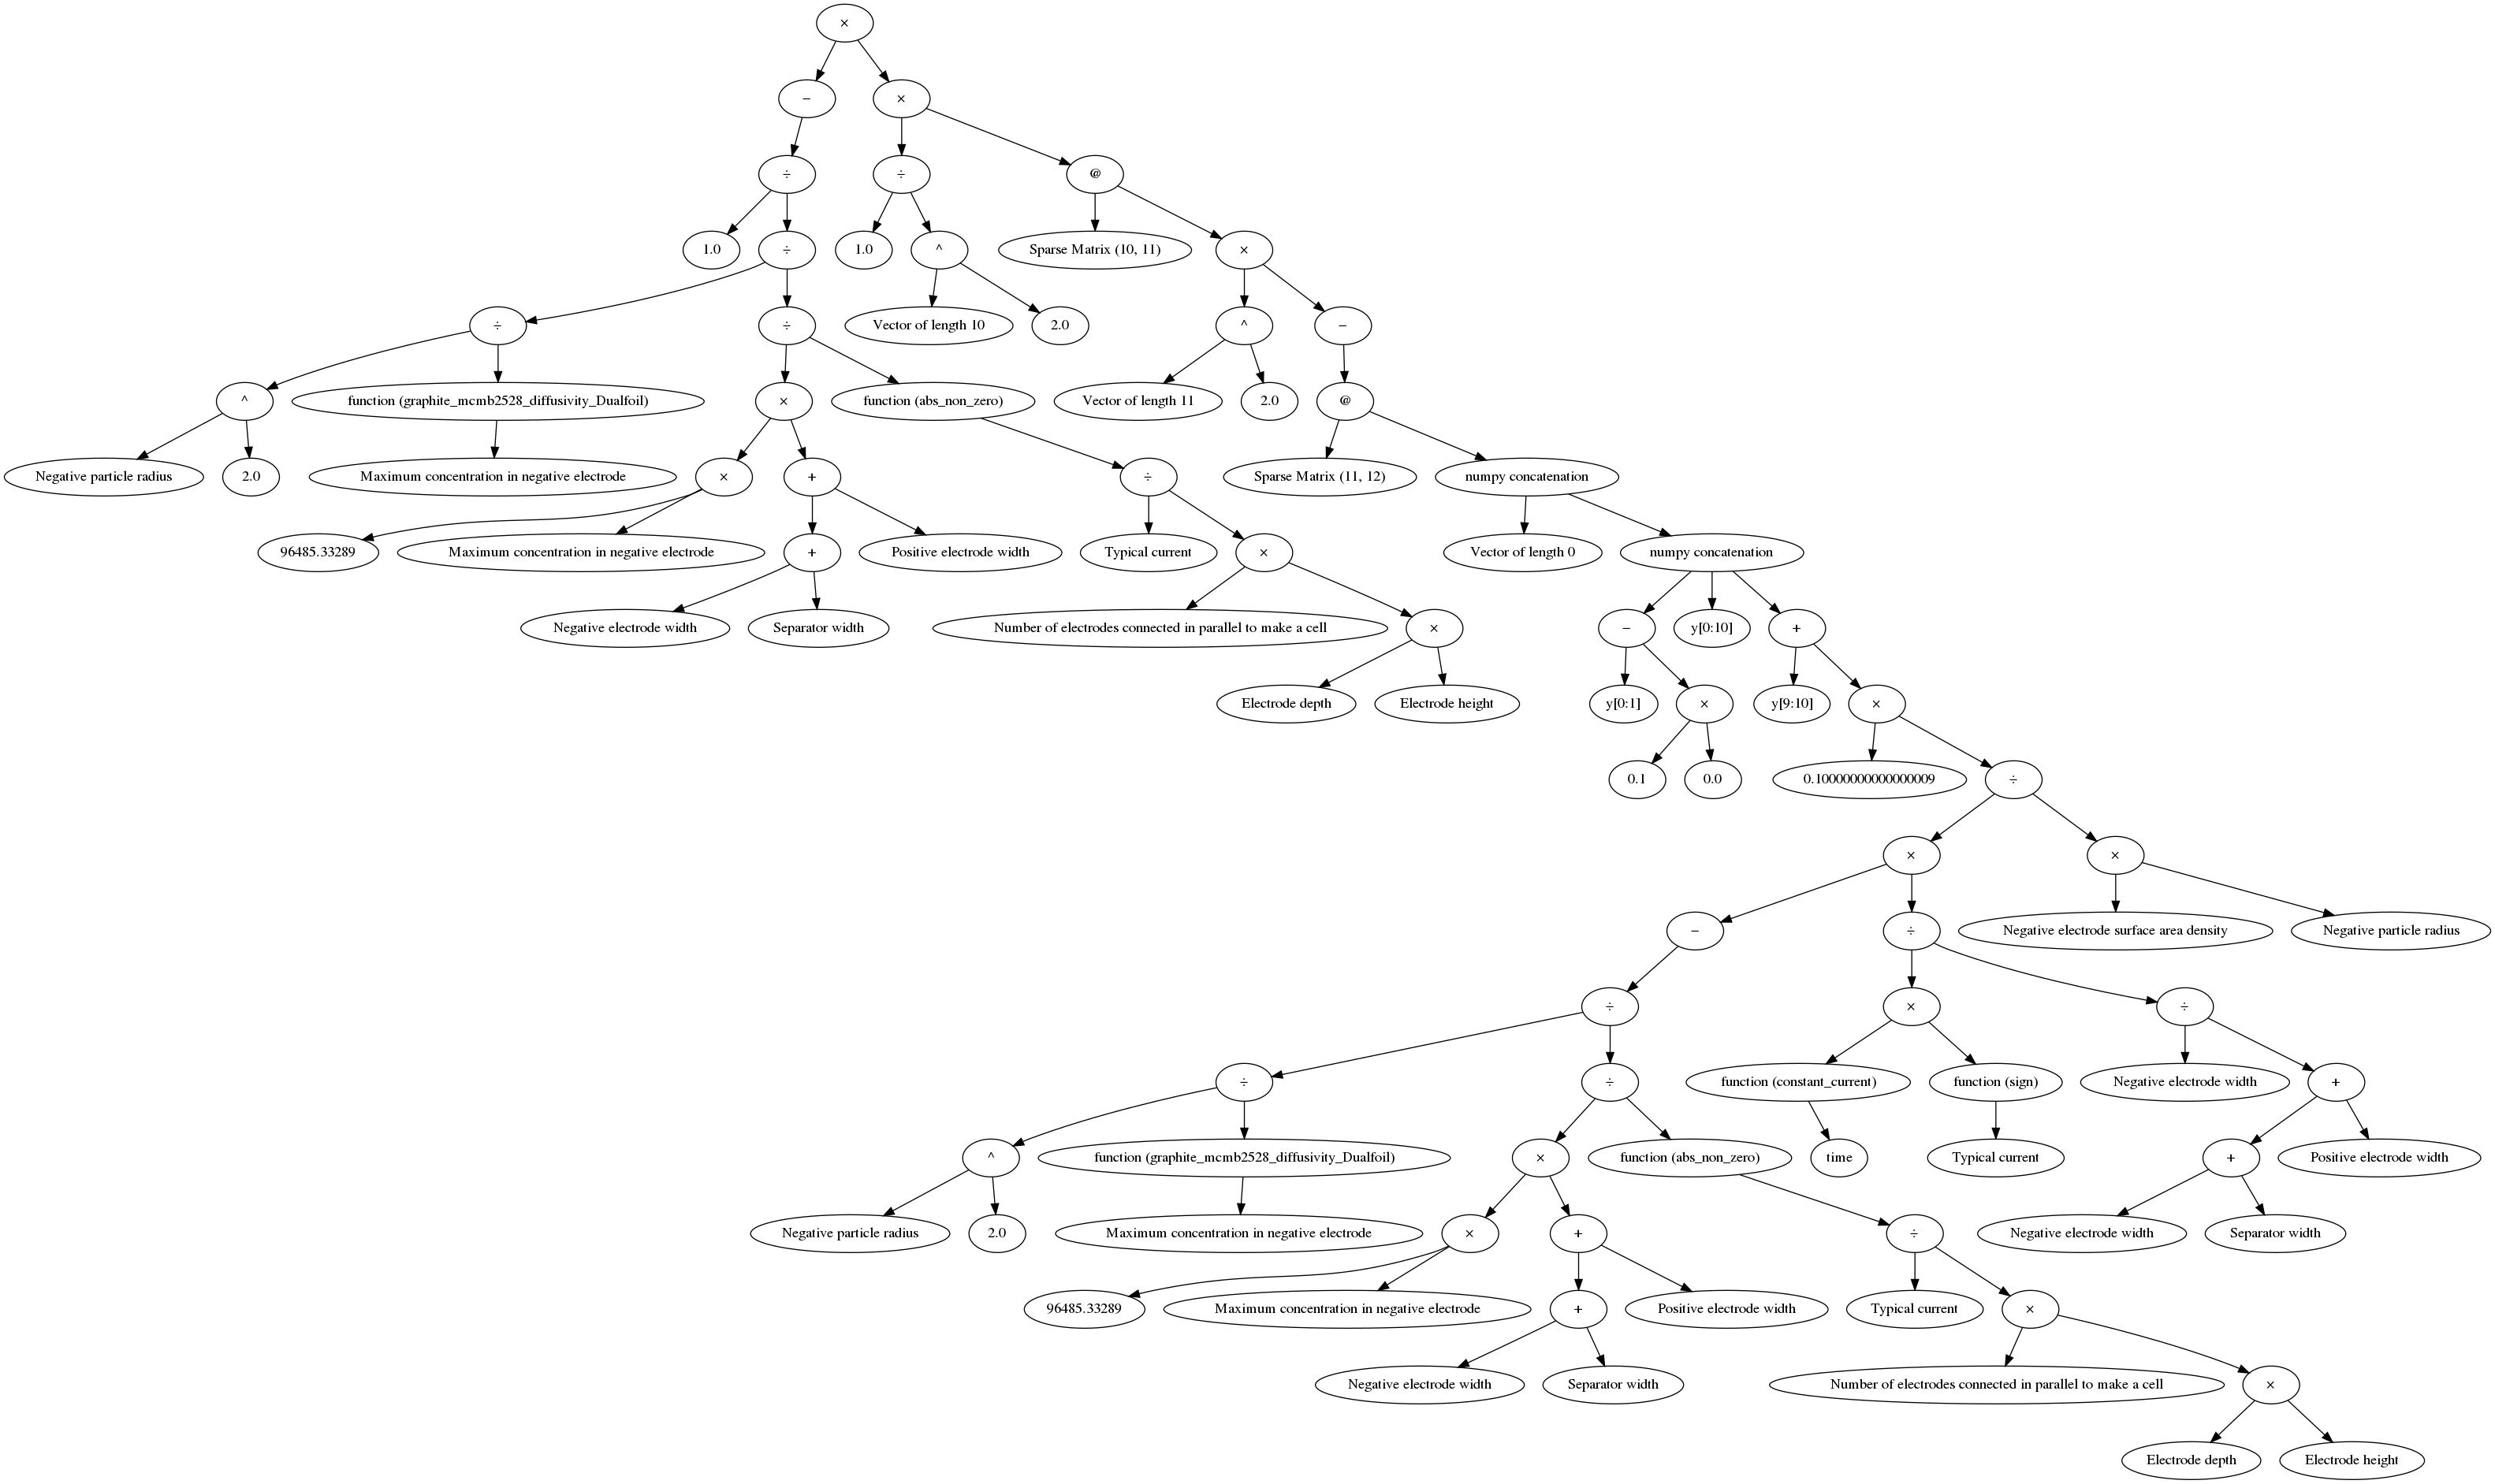 ×
−
×
÷
÷
@
1.0
÷
1.0
^
Sparse Matrix (10, 11)
×
÷
÷
Vector of length 10
2.0
^
−
^
function (graphite_mcmb2528_diffusivity_Dualfoil)
×
function (abs_non_zero)
Vector of length 11
2.0
@
Negative particle radius
2.0
Maximum concentration in negative electrode
×
+
÷
Sparse Matrix (11, 12)
numpy concatenation
96485.33289
Maximum concentration in negative electrode
+
Positive electrode width
Typical current
×
Vector of length 0
numpy concatenation
Negative electrode width
Separator width
Number of electrodes connected in parallel to make a cell
×
−
y[0:10]
+
Electrode depth
Electrode height
y[0:1]
×
y[9:10]
×
0.1
0.0
0.10000000000000009
÷
×
×
−
÷
Negative electrode surface area density
Negative particle radius
÷
×
÷
÷
÷
function (constant_current)
function (sign)
Negative electrode width
+
^
function (graphite_mcmb2528_diffusivity_Dualfoil)
×
function (abs_non_zero)
time
Typical current
+
Positive electrode width
Negative particle radius
2.0
Maximum concentration in negative electrode
×
+
÷
Negative electrode width
Separator width
96485.33289
Maximum concentration in negative electrode
+
Positive electrode width
Typical current
×
Negative electrode width
Separator width
Number of electrodes connected in parallel to make a cell
×
Electrode depth
Electrode height